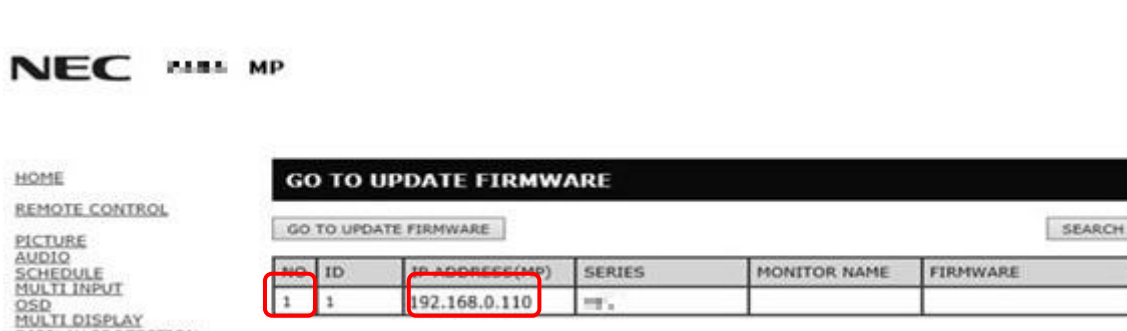 NEC MP
HOME
REMOTE CONTROL
PICTURE
AUDIO
SCHEDULE
MULTI INPUT
OSD
MULTI DISPLAY
GO TO UPDATE FIRMWARE
GO TO UPDATE FIRMWARE SEARCH
NO ID IP ADDRESS(MP) SERIES MONITOR NAME FIRMWARE
1 1 192.168.0.110